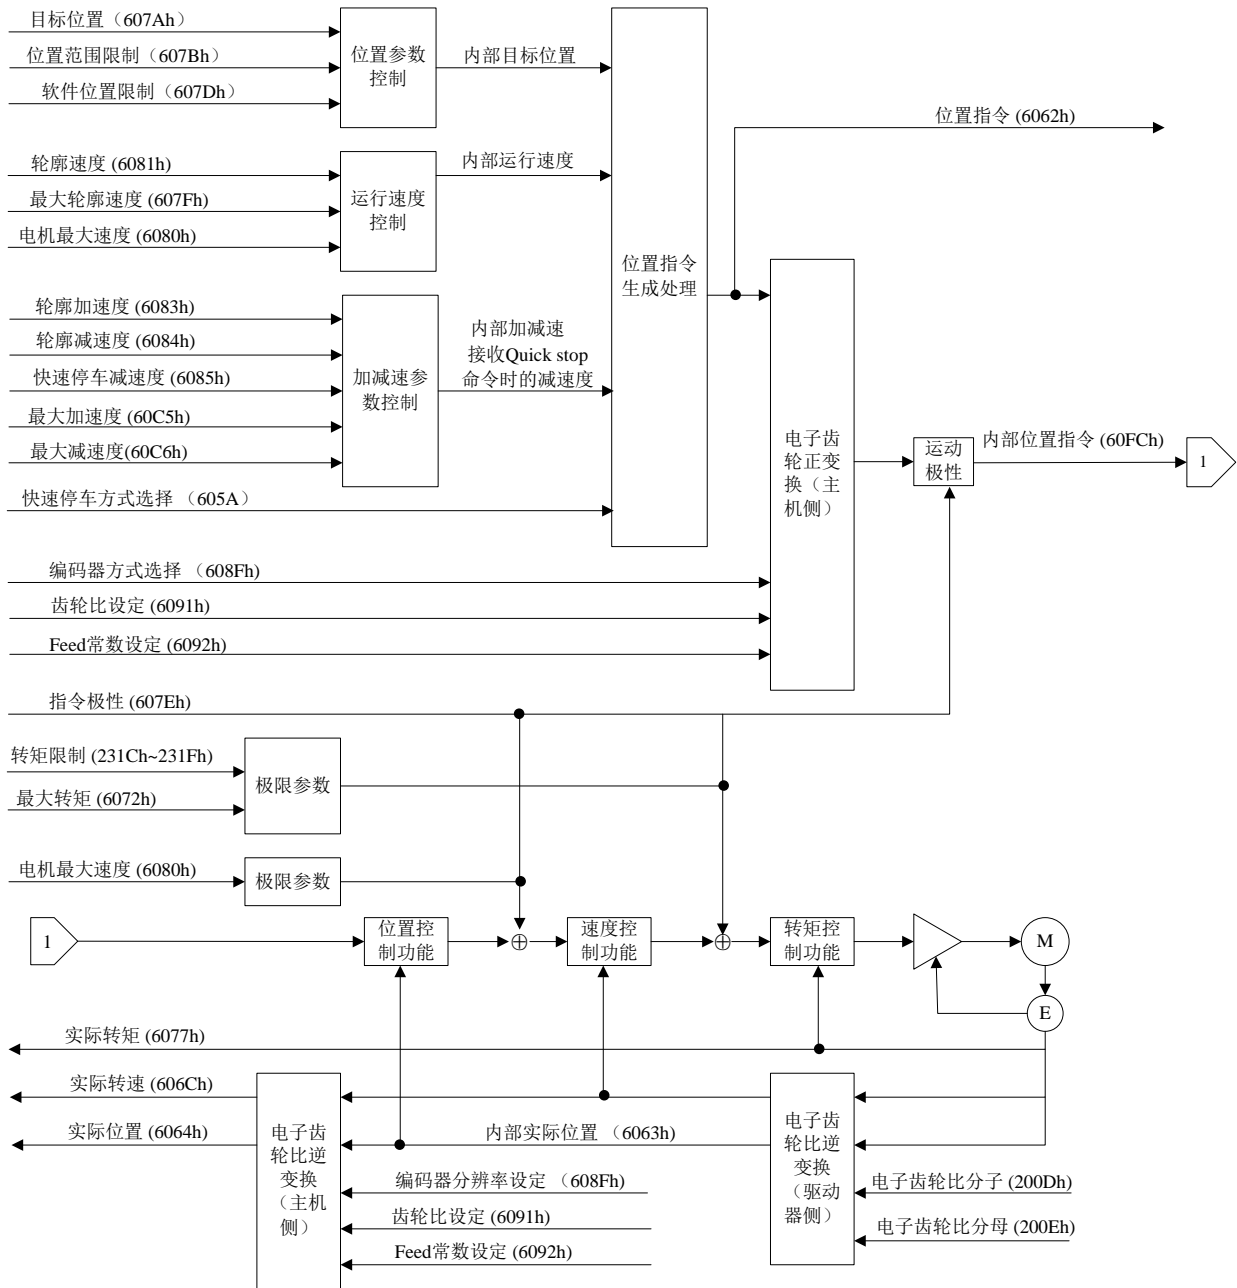 目标位置（607Ah）
位置范围限制（607Bh）
软件位置限制（607Dh）
位置参数
控制
内部目标位置
位置指令 (6062h)
轮廓速度 (6081h)
最大轮廓速度 (607Fh)
电机最大速度 (6080h)
运行速度
控制
内部运行速度
位置指令
生成处理
轮廓加速度 (6083h)
轮廓减速度 (6084h)
快速停车减速度 (6085h)
最大加速度 (60C5h)
最大减速度(60C6h)
加减速参
数控制
内部加减速
接收Quick stop
命令时的减速度
快速停车方式选择 （605A）
电子齿
轮正变
换（主
机侧）
运动
极性
内部位置指令 (60FCh)
1
编码器方式选择 （608Fh)
齿轮比设定 (6091h)
Feed常数设定 (6092h)
指令极性 (607Eh)
转矩限制 (231Ch~231Fh)
最大转矩 (6072h)
极限参数
电机最大速度 (6080h)
极限参数
1
位置控
制功能
速度控
制功能
转矩控
制功能
M
E
实际转矩 (6077h)
实际转速 (606Ch)
实际位置 (6064h)
电子齿
轮比逆
变换
（主机
侧）
内部实际位置 （6063h)
编码器分辨率设定 （608Fh)
齿轮比设定 (6091h)
Feed常数设定 (6092h)
电子齿
轮比逆
变换
（驱动
器侧）
电子齿轮比分子 (200Dh)
电子齿轮比分母 (200Eh)